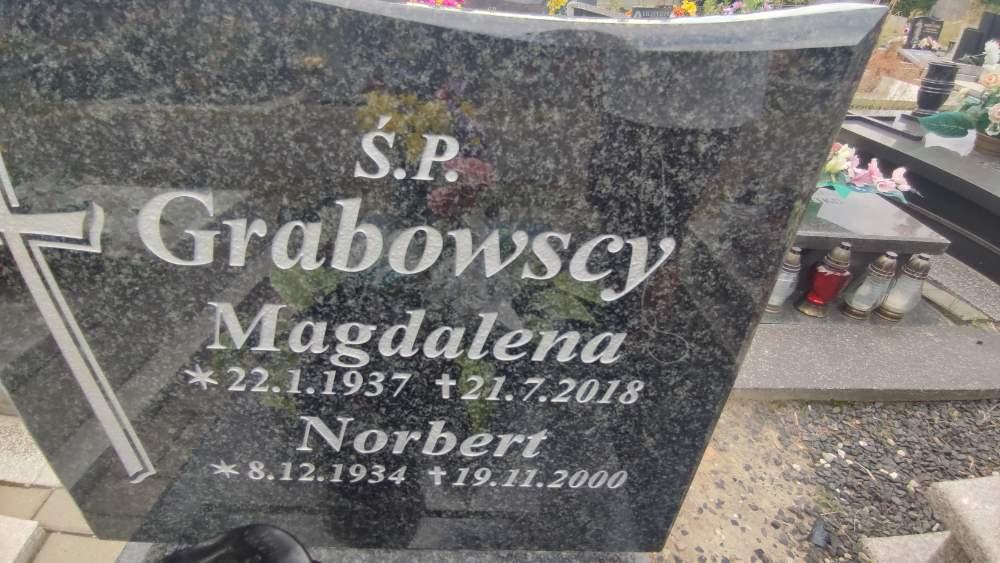 Ś.P.
Grabowscy
Magdalena
* 22.1.1937 † 21.7.2018
Norbert
* 8.12.1934 † 19.11.2000